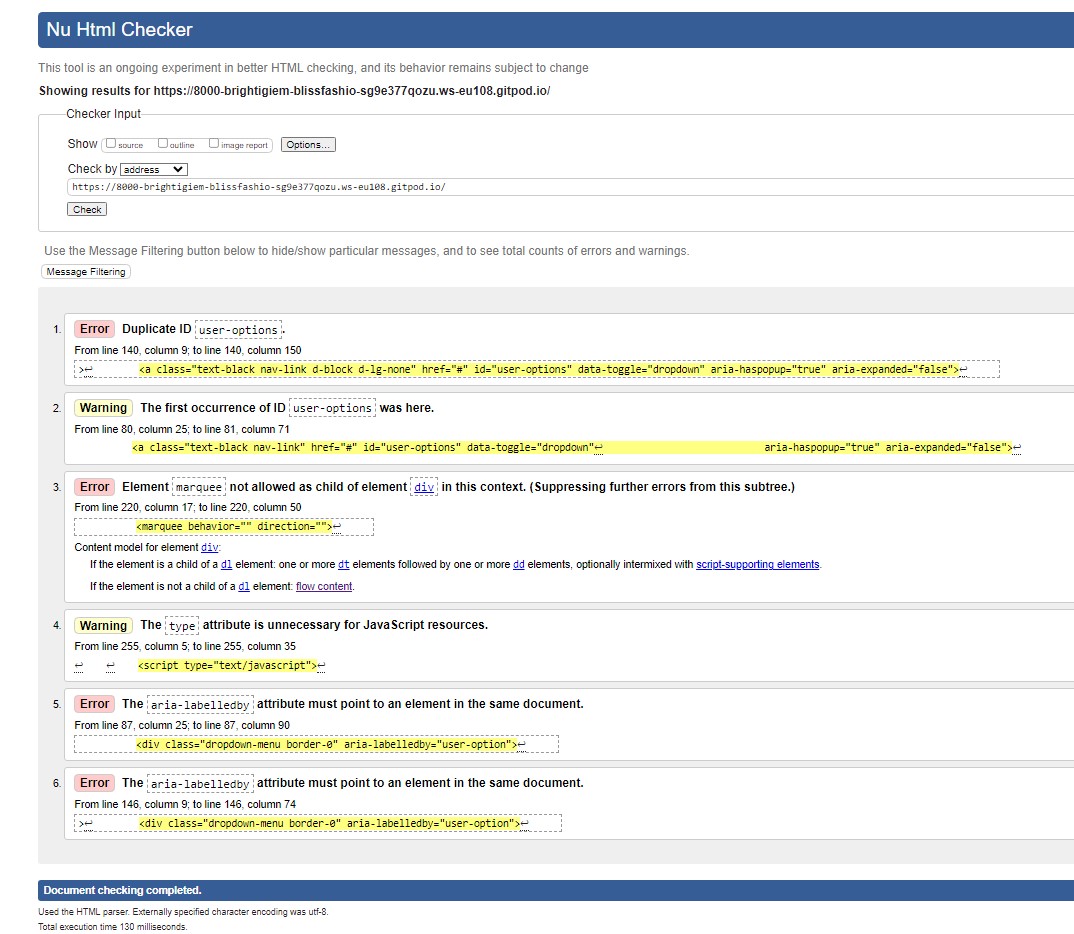 Nu Html Checker
This tool is an ongoing experiment in better HTML checking, and its behavior remains subject to change
Showing results for https://8000-brightigiem-blissfashio-sg9e377qozu.ws-eu108.gitpod.io/
Checker Input
Show source outline image report Options...
Check by address
https://8000-brightigiem-blissfashio-sg9e377qozu.ws-eu108.gitpod.io/
Check
Use the Message Filtering button below to hide/show particular messages, and to see total counts of errors and warnings.
Message Filtering
1. Error Duplicate ID user-options.
From line 140, column 9; to line 140, column 150
>↩ <a class="text-black nav-link d-block d-lg-none" href="#" id="user-options" data-toggle="dropdown" aria-haspopup="true" aria-expanded="false">↩
2. Warning The first occurrence of ID user-options was here.
From line 80, column 25; to line 81, column 71
<a class="text-black nav-link" href="#" id="user-options" data-toggle="dropdown"↩ aria-haspopup="true" aria-expanded="false">↩
3. Error Element marquee not allowed as child of element div in this context. (Suppressing further errors from this subtree.)
From line 220, column 17; to line 220, column 50
<marquee behavior="" direction="">↩
Content model for element div:
If the element is a child of a dl element: one or more dt elements followed by one or more dd elements, optionally intermixed with script-supporting elements.
If the element is not a child of a dl element: flow content.
4. Warning The type attribute is unnecessary for JavaScript resources.
From line 255, column 5; to line 255, column 35
↩ ↩ <script type="text/javascript">↩
5. Error The aria-labelledby attribute must point to an element in the same document.
From line 87, column 25; to line 87, column 90
<div class="dropdown-menu border-0" aria-labelledby="user-option">↩
6. Error The aria-labelledby attribute must point to an element in the same document.
From line 146, column 9; to line 146, column 74
>↩ <div class="dropdown-menu border-0" aria-labelledby="user-option">↩
Document checking completed.
Used the HTML parser. Externally specified character encoding was utf-8.
Total execution time 130 milliseconds.